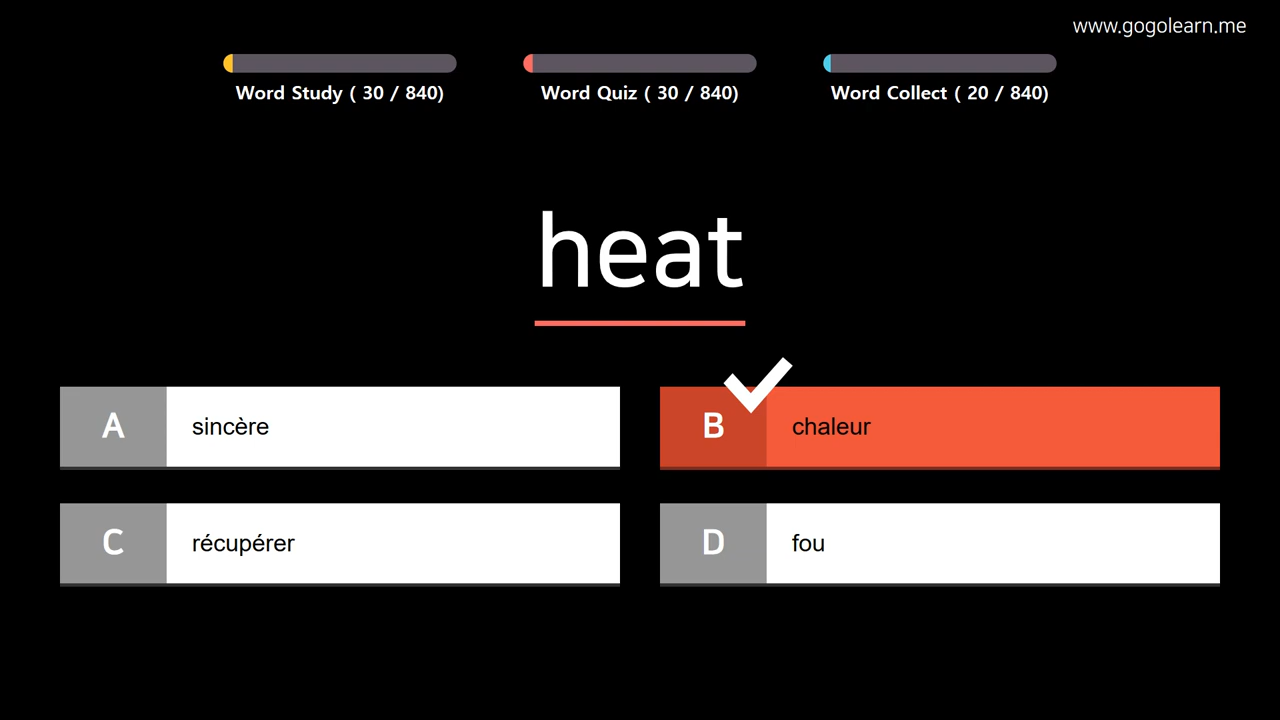 www.gogolearn.me
Word Study ( 30 / 840)
Word Quiz ( 30 / 840)
Word Collect ( 20 / 840)
heat
A sincère
B chaleur
C récupérer
D fou